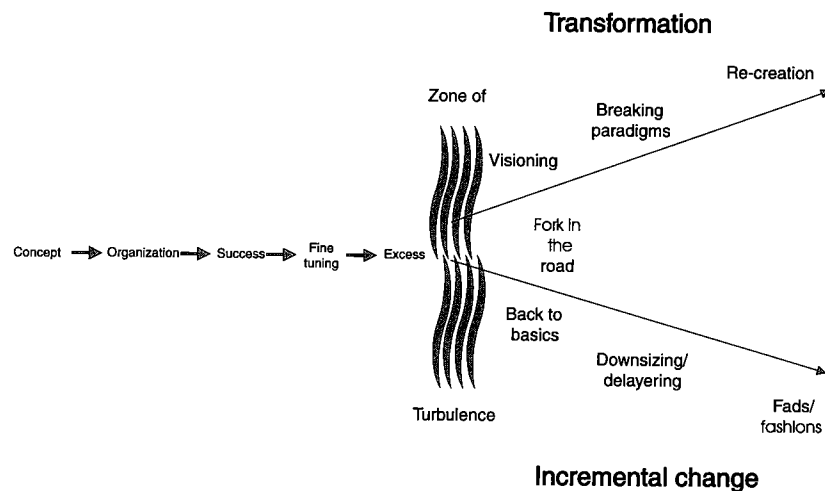 Transformation
Re-creation
Zone of
Breaking
paradigms
Visioning
Fork in
the
road
Concept
Organization
Success
Fine
tuning
Excess
Back to
basics
Downsizing/
delayering
Turbulence
Fads/
fashions
Incremental change